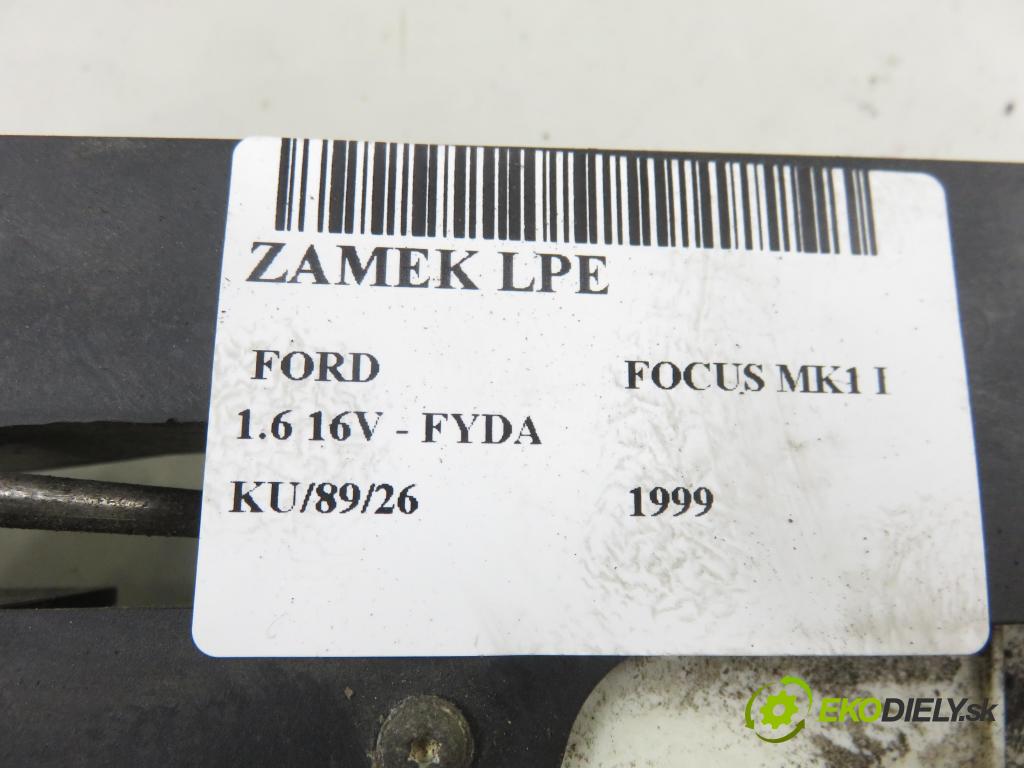 ZAMEK LPE
FORD FOCUS MK1 I
1.6 16V - FYDA
KU/89/26 1999
EKODIELY.sk